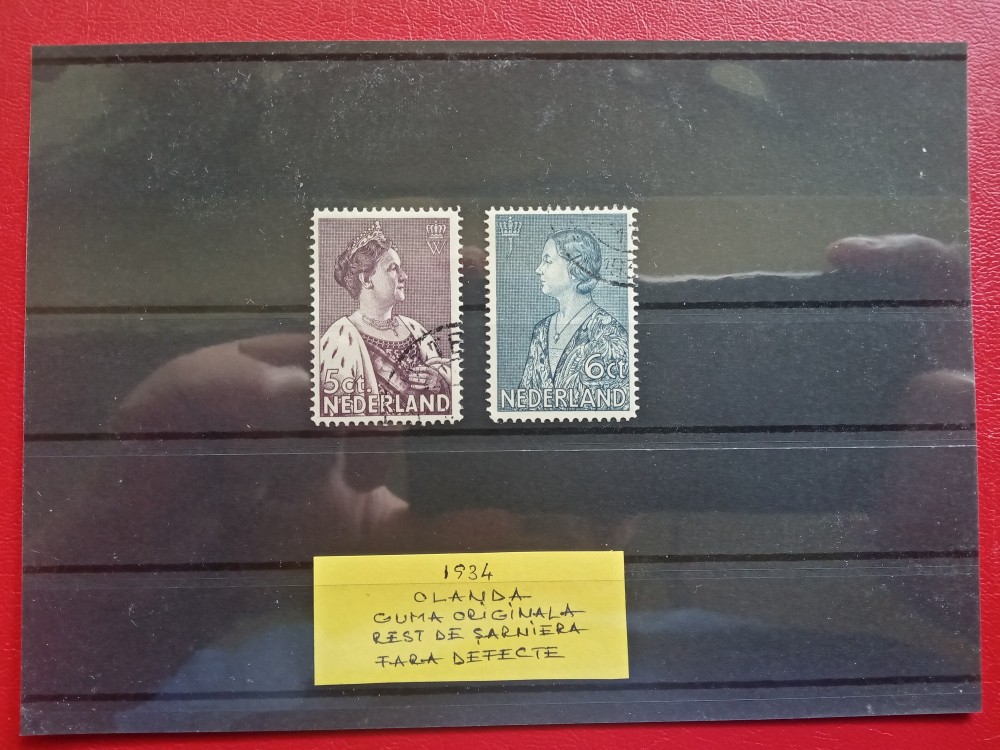 W
J
5ct.
NEDERLAND
6ct
NEDERLAND
1934
OLANDA
GUMA ORIGINALA
REST DE ŞARNIERA
FARA DEFECTE